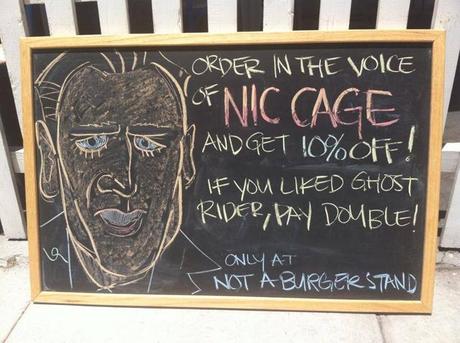 ORDER IN THE VOICE
OF NIC CAGE
AND GET 10% OFF!
IF YOU LIKED GHOST
RIDER, PAY DOUBLE!
ONLY AT
NOT A BURGER STAND